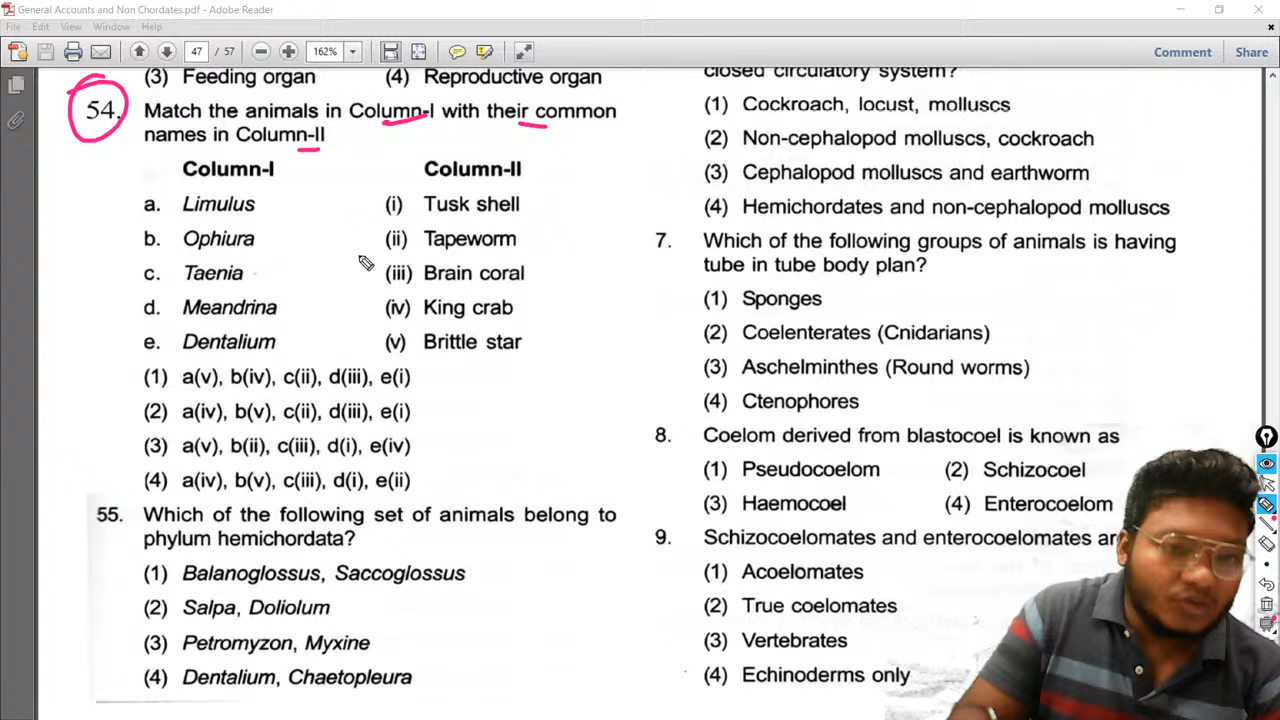 General Accounts and Non Chordates.pdf - Adobe Reader
File Edit View Window Help
47 / 57 162% Comment Share
(3) Feeding organ (4) Reproductive organ
54. Match the animals in Column-I with their common
names in Column-II
Column-I Column-II
a. Limulus (i) Tusk shell
b. Ophiura (ii) Tapeworm
c. Taenia (iii) Brain coral
d. Meandrina (iv) King crab
e. Dentalium (v) Brittle star
(1) a(v), b(iv), c(ii), d(iii), e(i)
(2) a(iv), b(v), c(ii), d(iii), e(i)
(3) a(v), b(ii), c(iii), d(i), e(iv)
(4) a(iv), b(v), c(iii), d(i), e(ii)
55. Which of the following set of animals belong to
phylum hemichordata?
(1) Balanoglossus, Saccoglossus
(2) Salpa, Doliolum
(3) Petromyzon, Myxine
(4) Dentalium, Chaetopleura
closed circulatory system?
(1) Cockroach, locust, molluscs
(2) Non-cephalopod molluscs, cockroach
(3) Cephalopod molluscs and earthworm
(4) Hemichordates and non-cephalopod molluscs
7. Which of the following groups of animals is having
tube in tube body plan?
(1) Sponges
(2) Coelenterates (Cnidarians)
(3) Aschelminthes (Round worms)
(4) Ctenophores
8. Coelom derived from blastocoel is known as
(1) Pseudocoelom (2) Schizocoel
(3) Haemocoel (4) Enterocoelom
9. Schizocoelomates and enterocoelomates ar
(1) Acoelomates
(2) True coelomates
(3) Vertebrates
(4) Echinoderms only